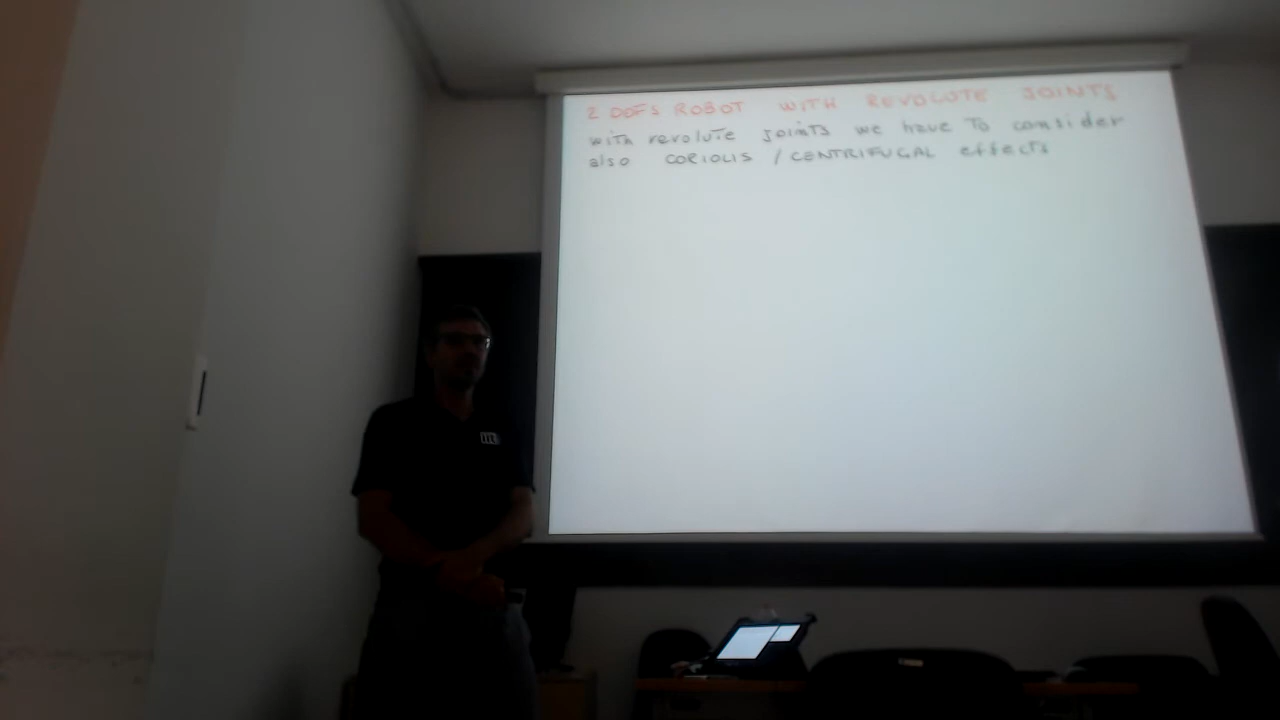 2 DOFS ROBOT WITH REVOLUTE JOINTS
with revolute joints we have To consider
also CORIOLIS / CENTRIFUGAL effects